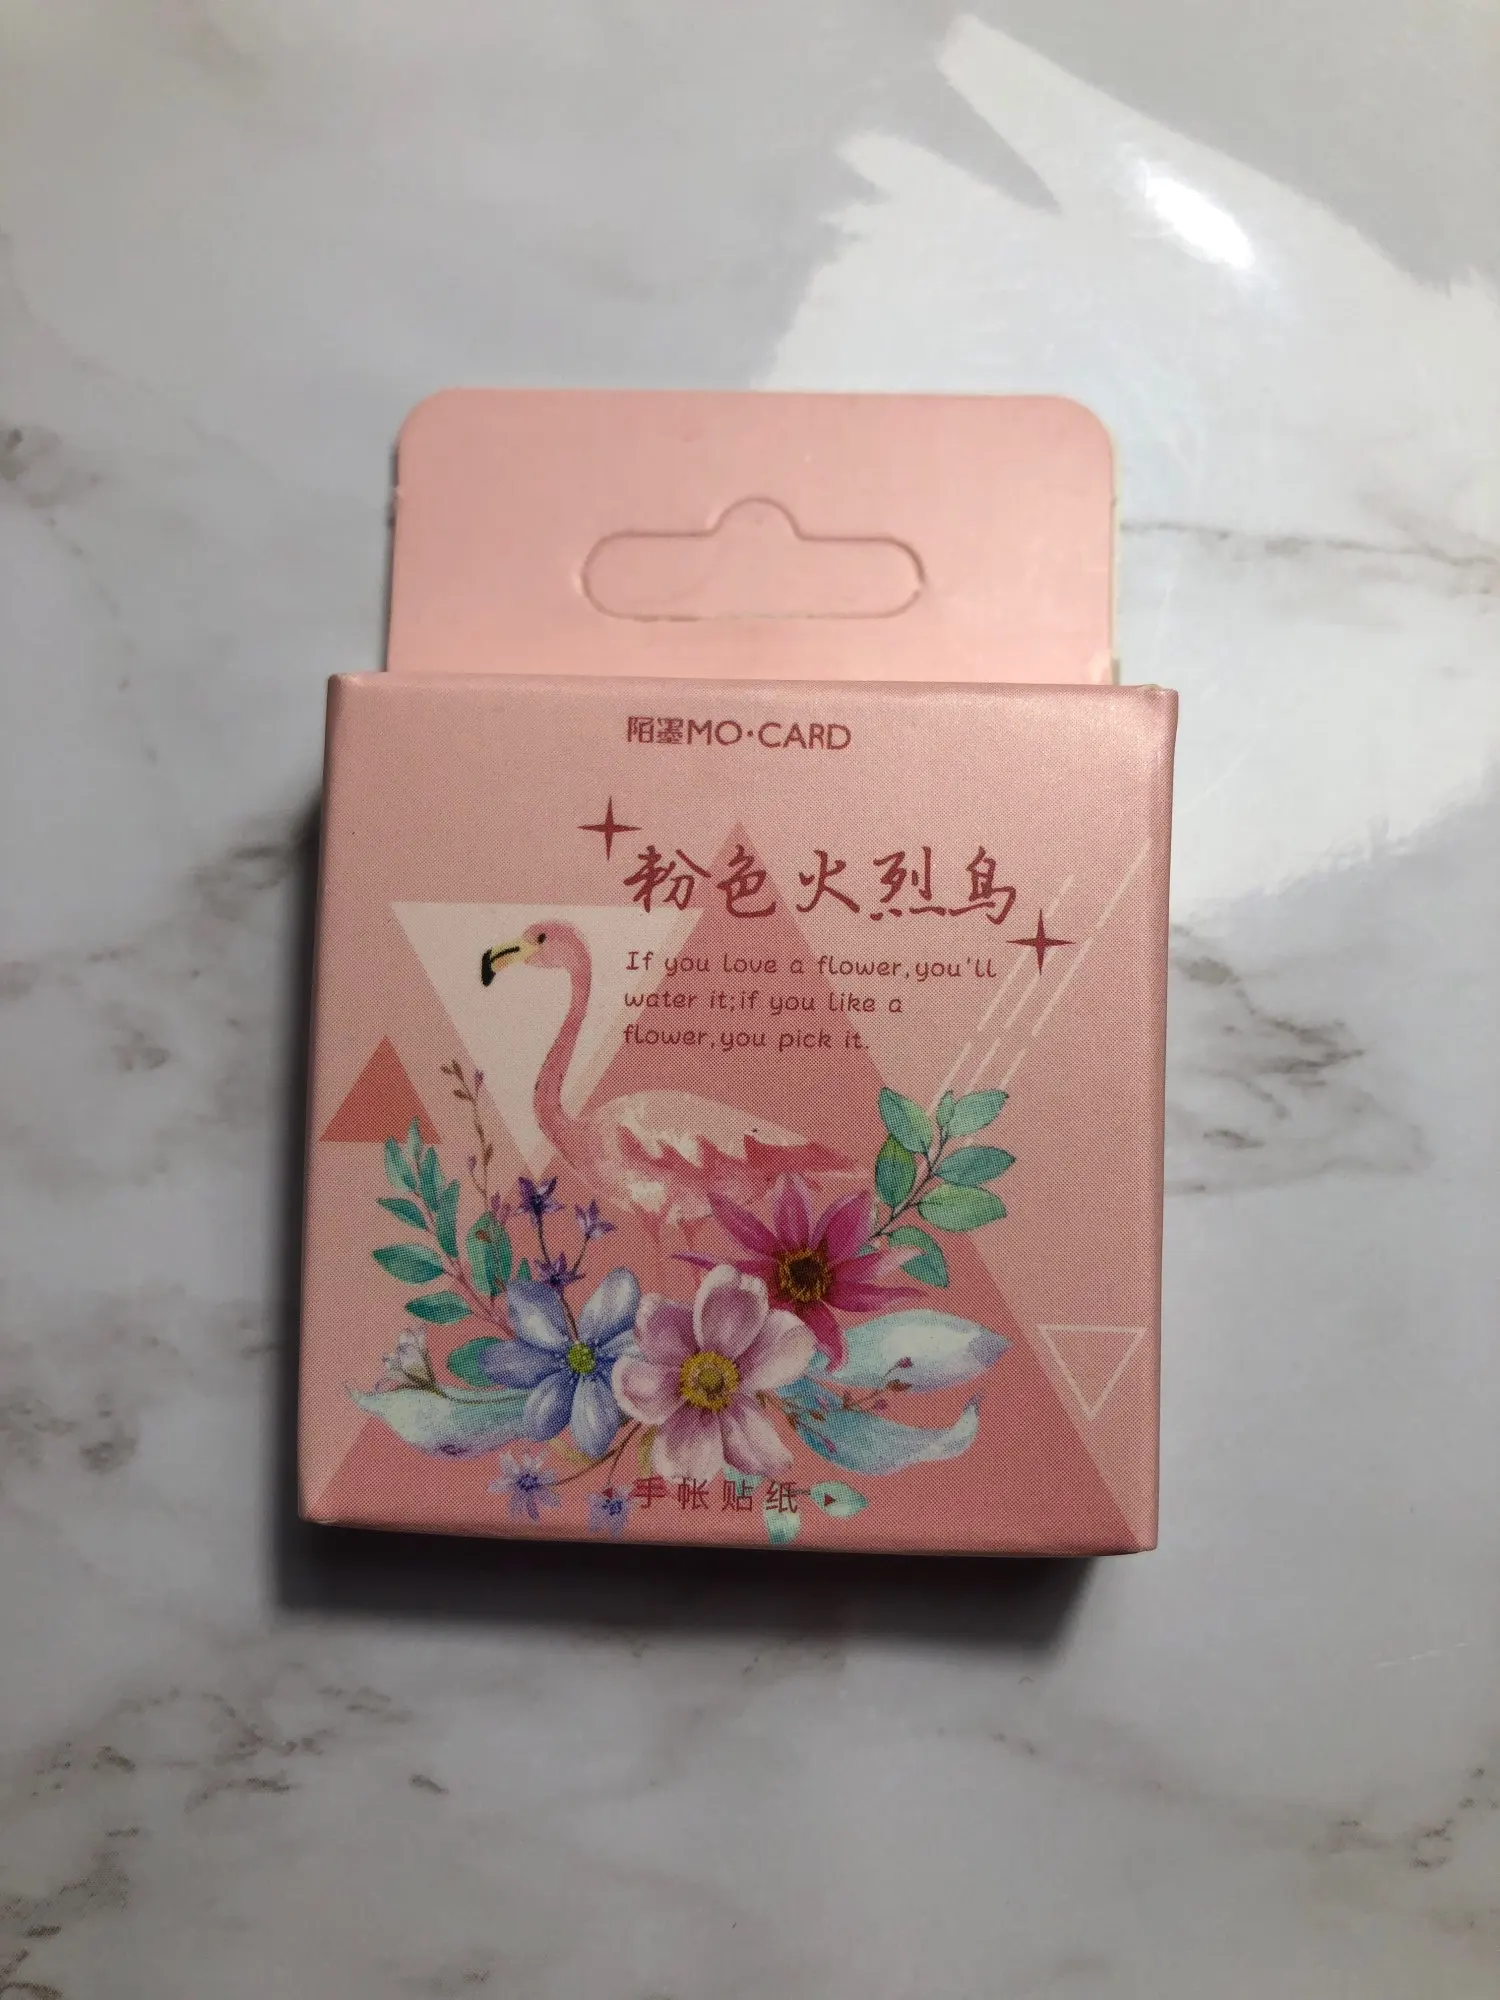 陌墨MO·CARD
粉色火烈鸟
If you love a flower,you'll
water it;if you like a
flower,you pick it.
手帐贴纸